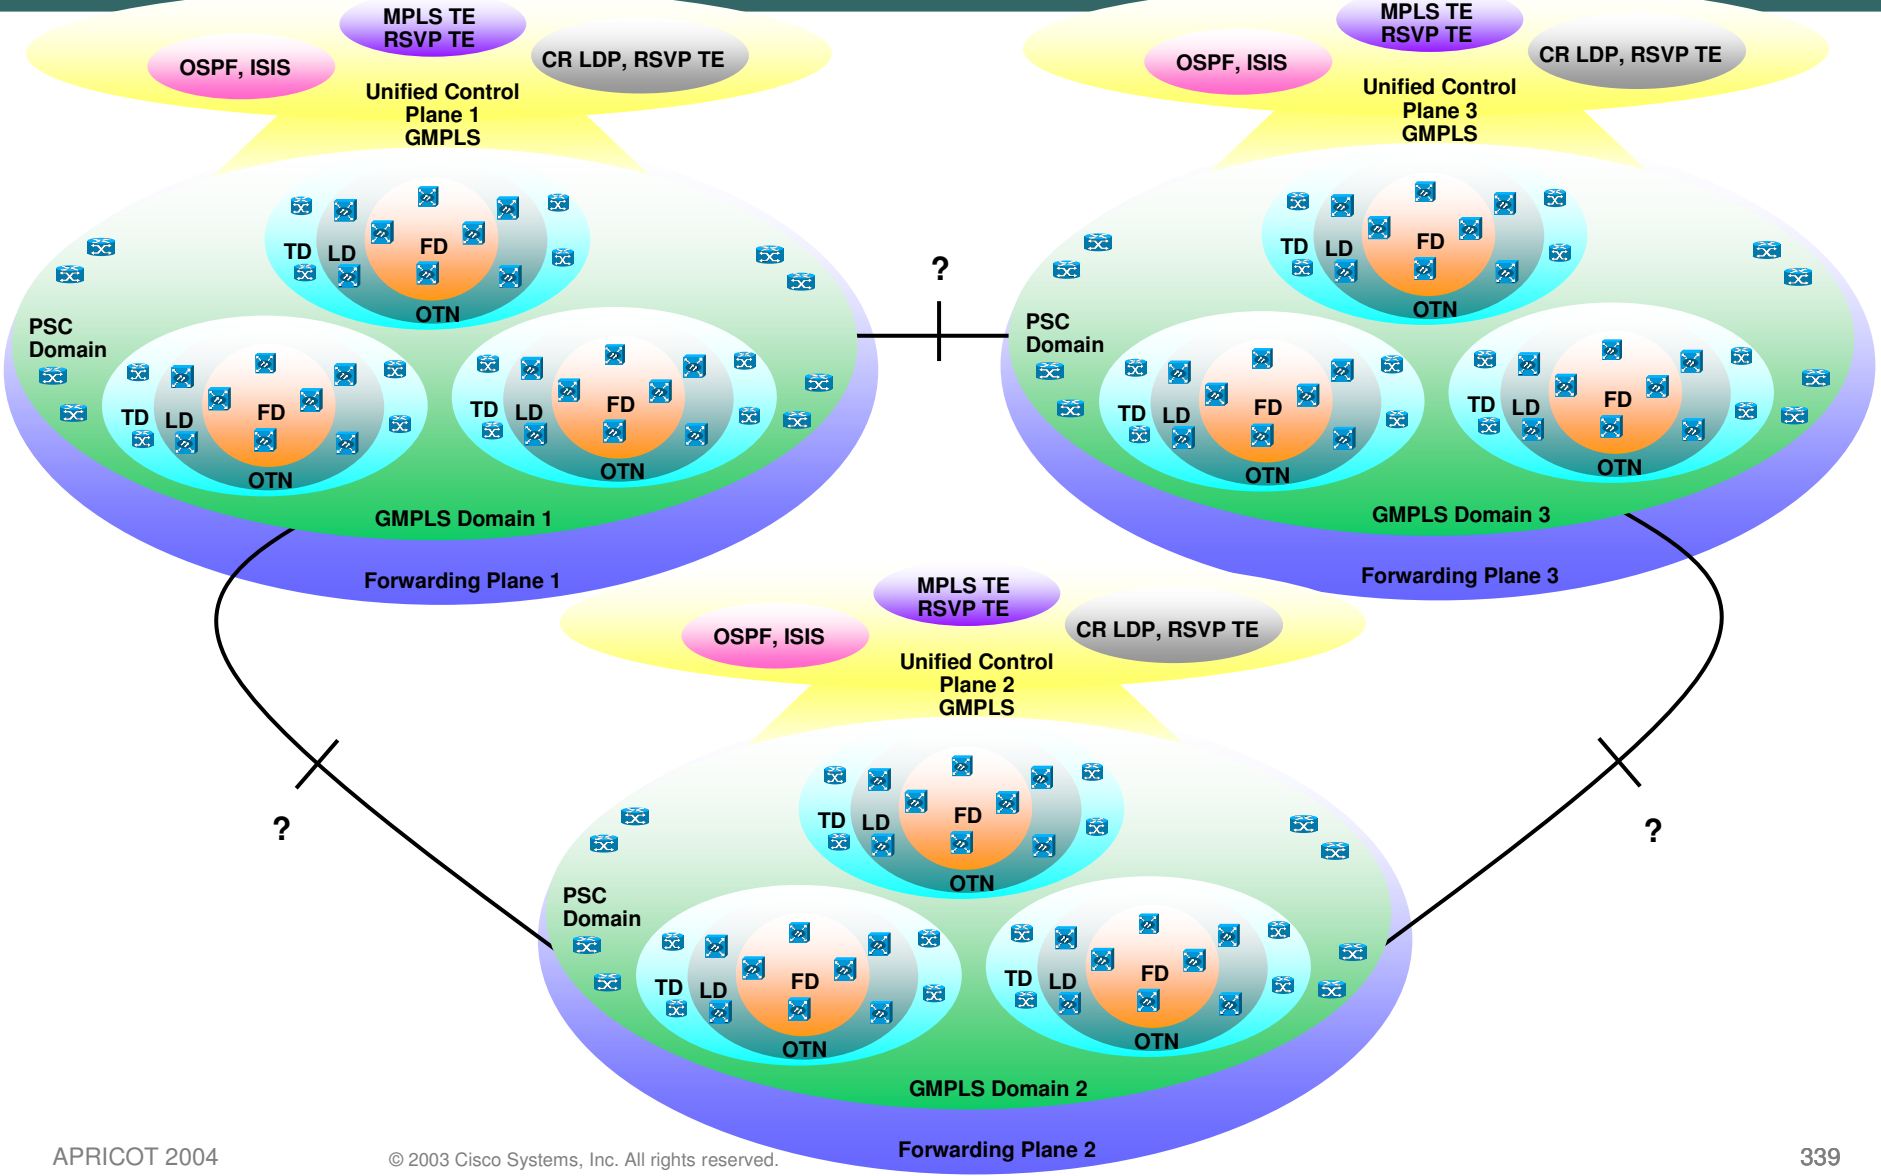 MPLS TE
RSVP TE
OSPF, ISIS
CR LDP, RSVP TE
Unified Control
Plane 1
GMPLS
TD
LD
FD
OTN
PSC
Domain
TD
LD
FD
OTN
TD
LD
FD
OTN
GMPLS Domain 1
Forwarding Plane 1
?
MPLS TE
RSVP TE
OSPF, ISIS
CR LDP, RSVP TE
Unified Control
Plane 3
GMPLS
TD
LD
FD
OTN
PSC
Domain
TD
LD
FD
OTN
TD
LD
FD
OTN
GMPLS Domain 3
Forwarding Plane 3
?
?
MPLS TE
RSVP TE
OSPF, ISIS
CR LDP, RSVP TE
Unified Control
Plane 2
GMPLS
TD
LD
FD
OTN
PSC
Domain
TD
LD
FD
OTN
TD
LD
FD
OTN
GMPLS Domain 2
Forwarding Plane 2
APRICOT 2004
© 2003 Cisco Systems, Inc. All rights reserved.
339